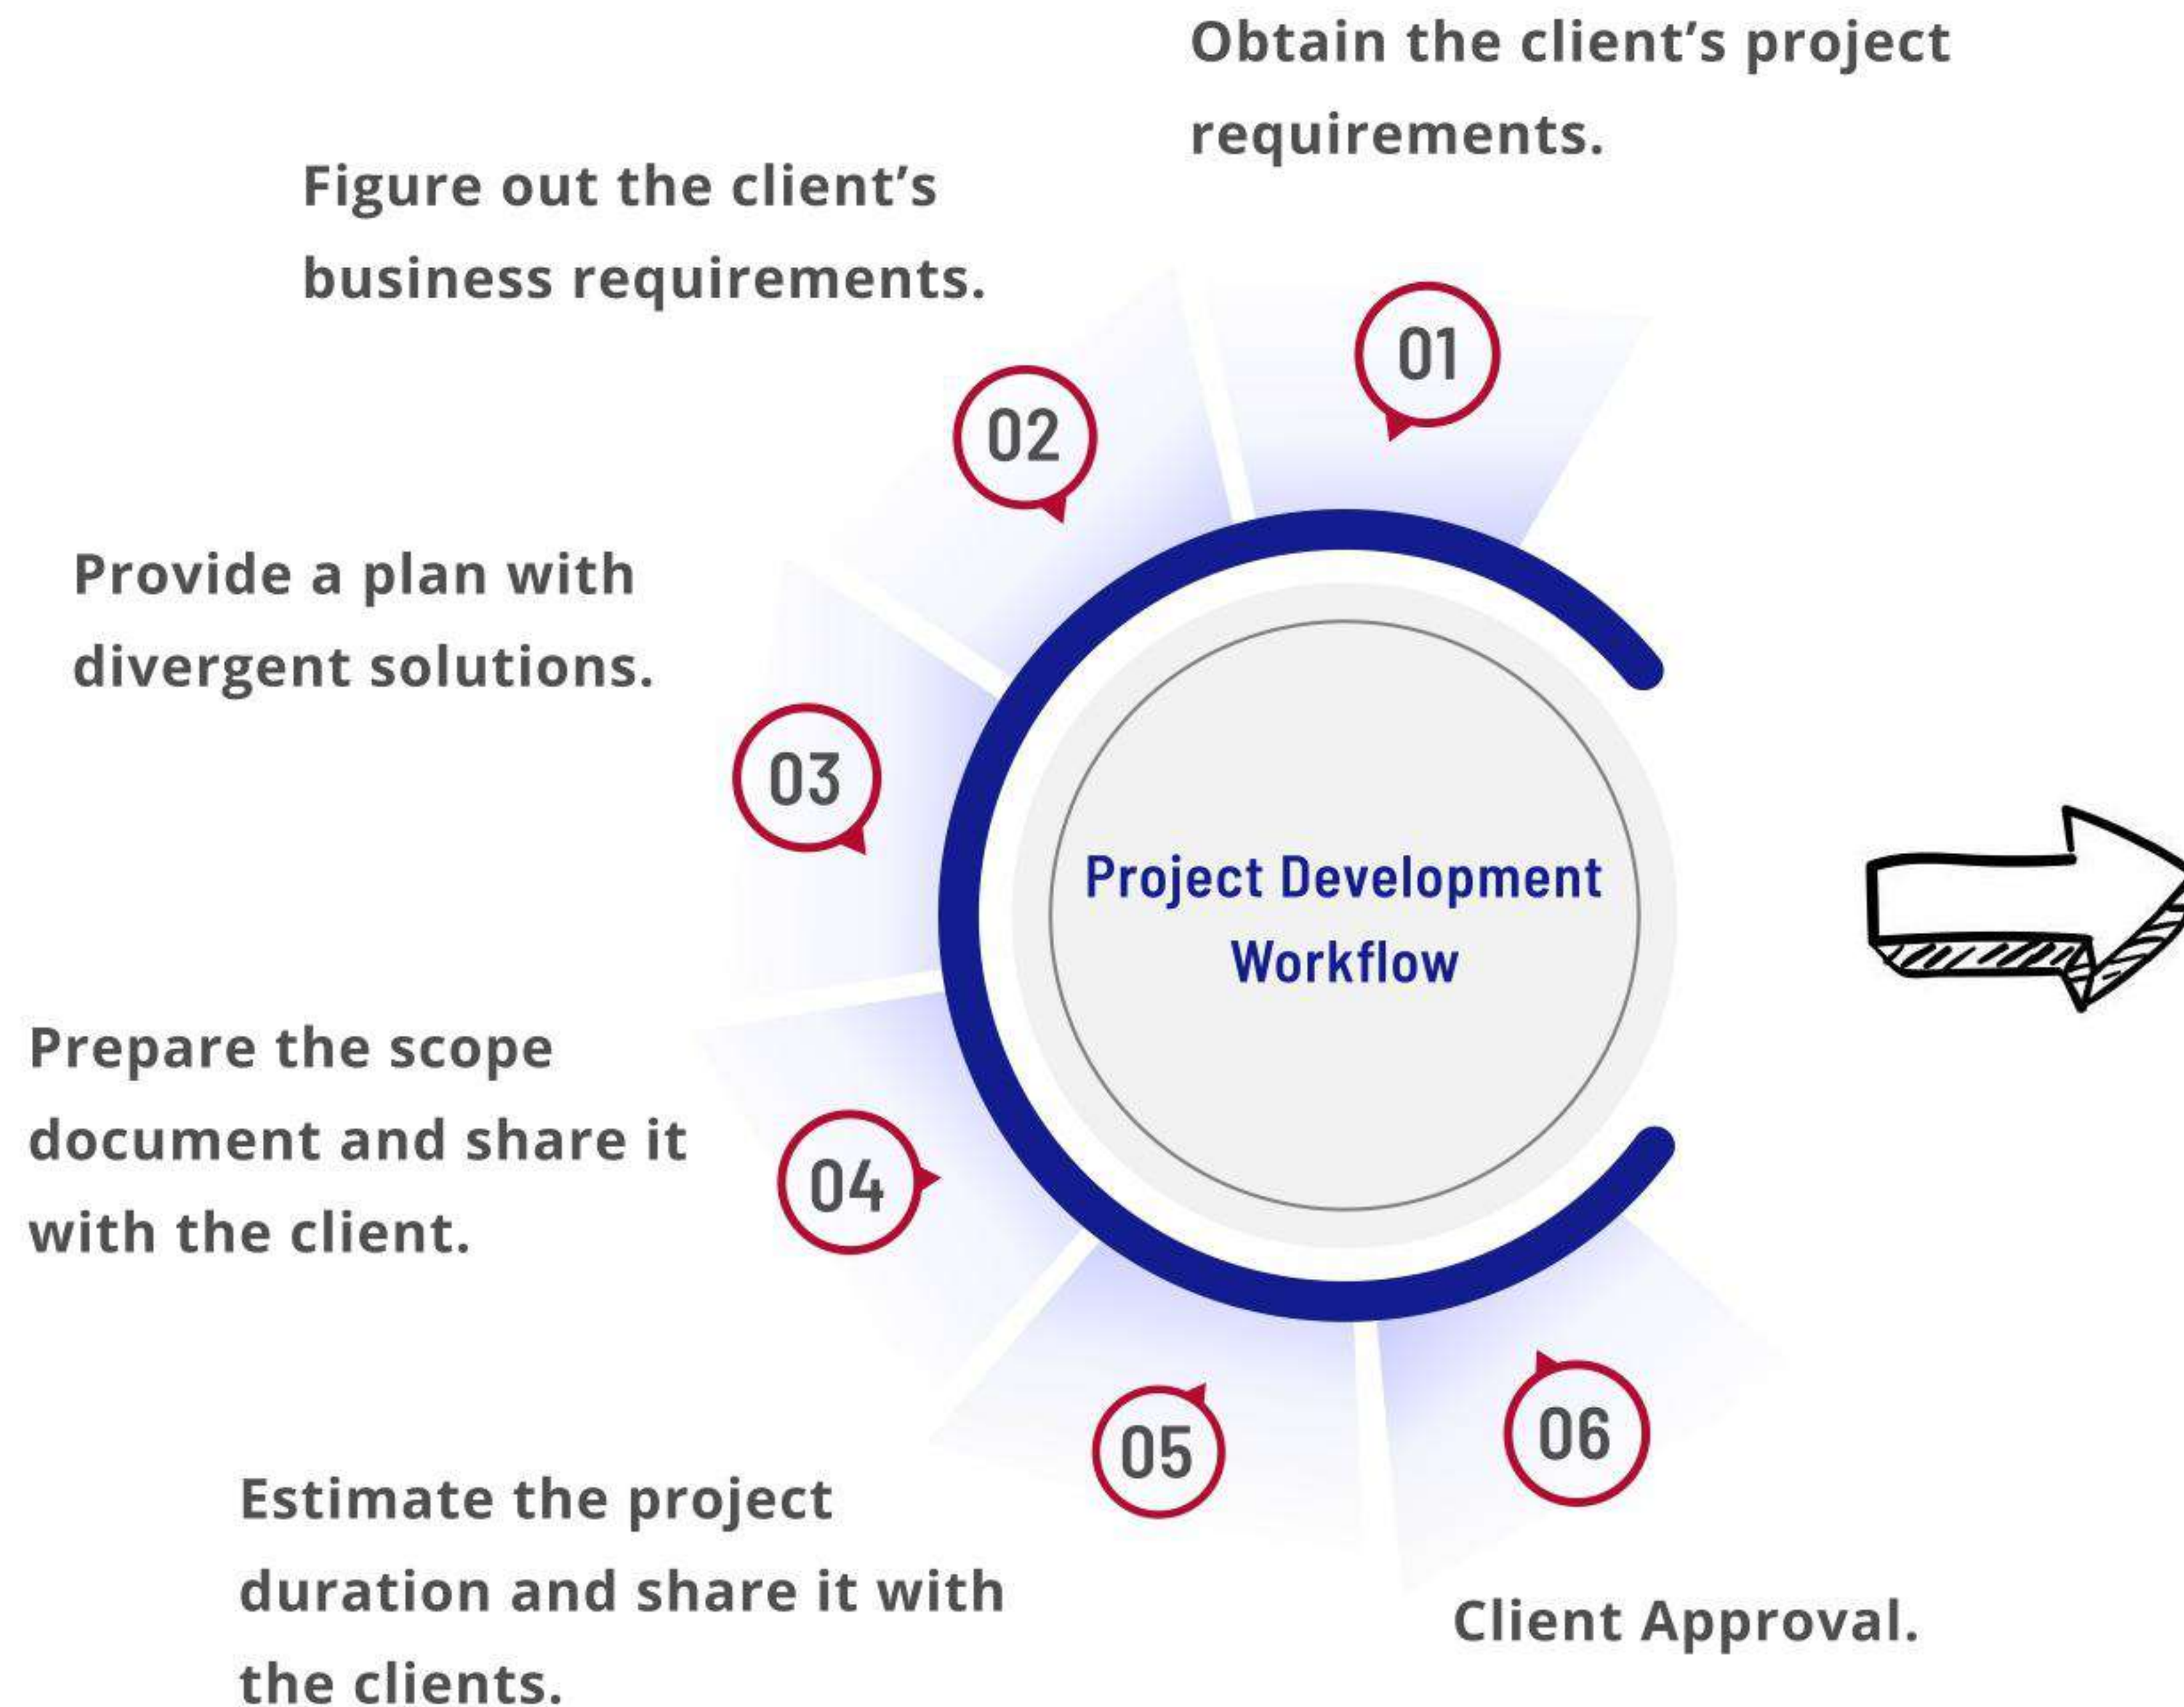 Obtain the client’s project
requirements.
01
Figure out the client’s
business requirements.
02
Provide a plan with
divergent solutions.
03
Prepare the scope
document and share it
with the client.
04
Estimate the project
duration and share it with
the clients.
05
Client Approval.
06
Project Development
Workflow